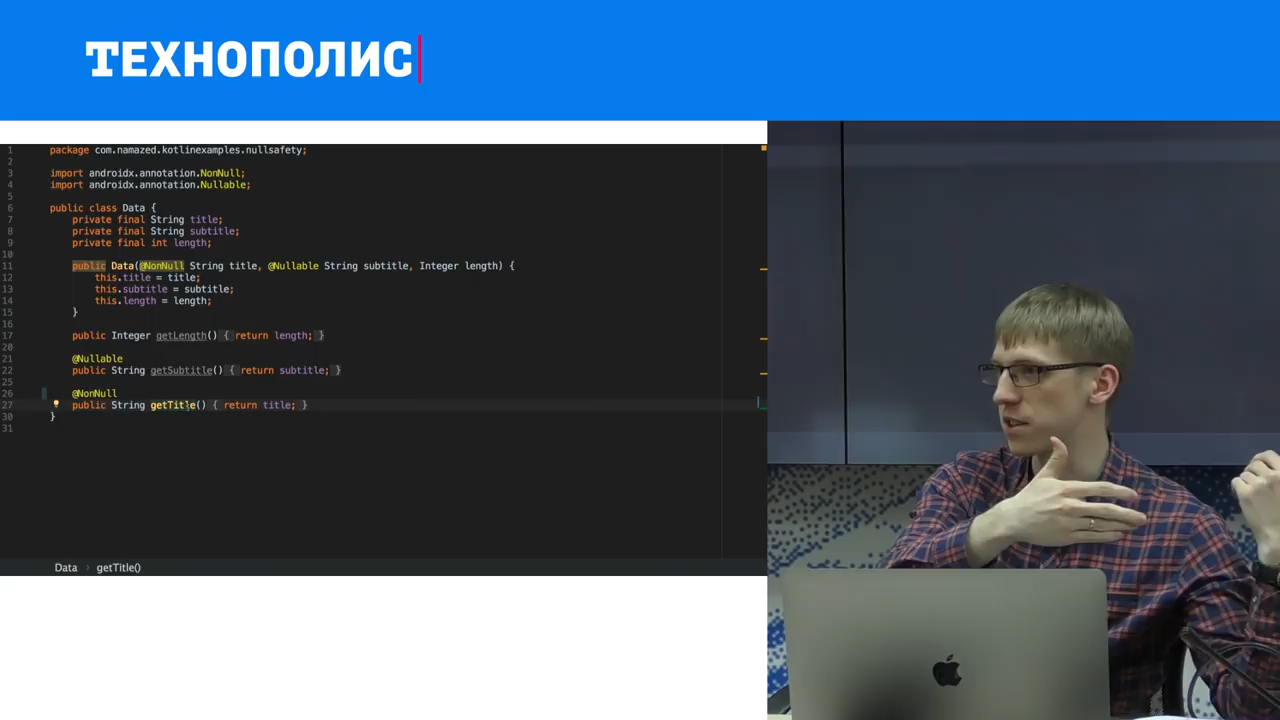 ТЕХНОПОЛИС
1 package com.namazed.kotlinexamples.nullsafety;
2
3 import androidx.annotation.NonNull;
4 import androidx.annotation.Nullable;
5
6 public class Data {
7 private final String title;
8 private final String subtitle;
9 private final int length;
10
11 public Data(@NonNull String title, @Nullable String subtitle, Integer length) {
12 this.title = title;
13 this.subtitle = subtitle;
14 this.length = length;
15 }
16
17 public Integer getLength() { return length; }
20
21 @Nullable
22 public String getSubtitle() { return subtitle; }
25
26 @NonNull
27 public String getTitle() { return title; }
30 }
31
Data › getTitle()